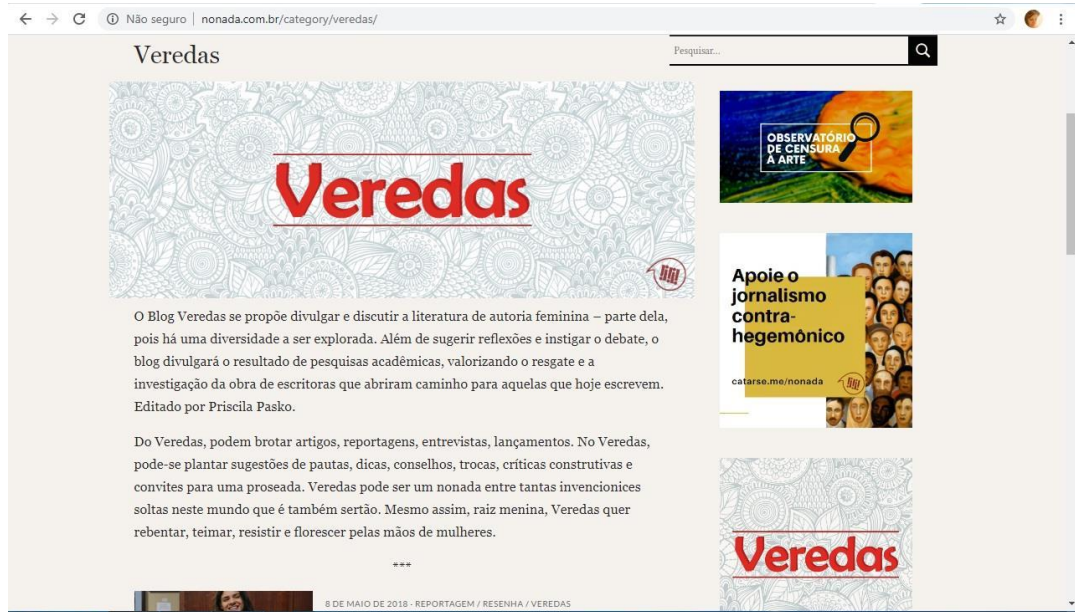 Não seguro | nonada.com.br/category/veredas/
Veredas
Pesquisar...
Veredas
O Blog Veredas se propõe divulgar e discutir a literatura de autoria feminina – parte dela,
pois há uma diversidade a ser explorada. Além de sugerir reflexões e instigar o debate, o
blog divulgará o resultado de pesquisas acadêmicas, valorizando o resgate e a
investigação da obra de escritoras que abriram caminho para aquelas que hoje escrevem.
Editado por Priscila Pasko.
Do Veredas, podem brotar artigos, reportagens, entrevistas, lançamentos. No Veredas,
pode-se plantar sugestões de pautas, dicas, conselhos, trocas, críticas construtivas e
convites para uma proseada. Veredas pode ser um nonada entre tantas invencionices
soltas neste mundo que é também sertão. Mesmo assim, raiz menina, Veredas quer
rebentar, teimar, resistir e florescer pelas mãos de mulheres.
***
8 DE MAIO DE 2018 - REPORTAGEM / RESENHA / VEREDAS
OBSERVATÓRIO
DE CENSURA
À ARTE
Apoie o
jornalismo
contra-
hegemônico
catarse.me/nonada
Veredas